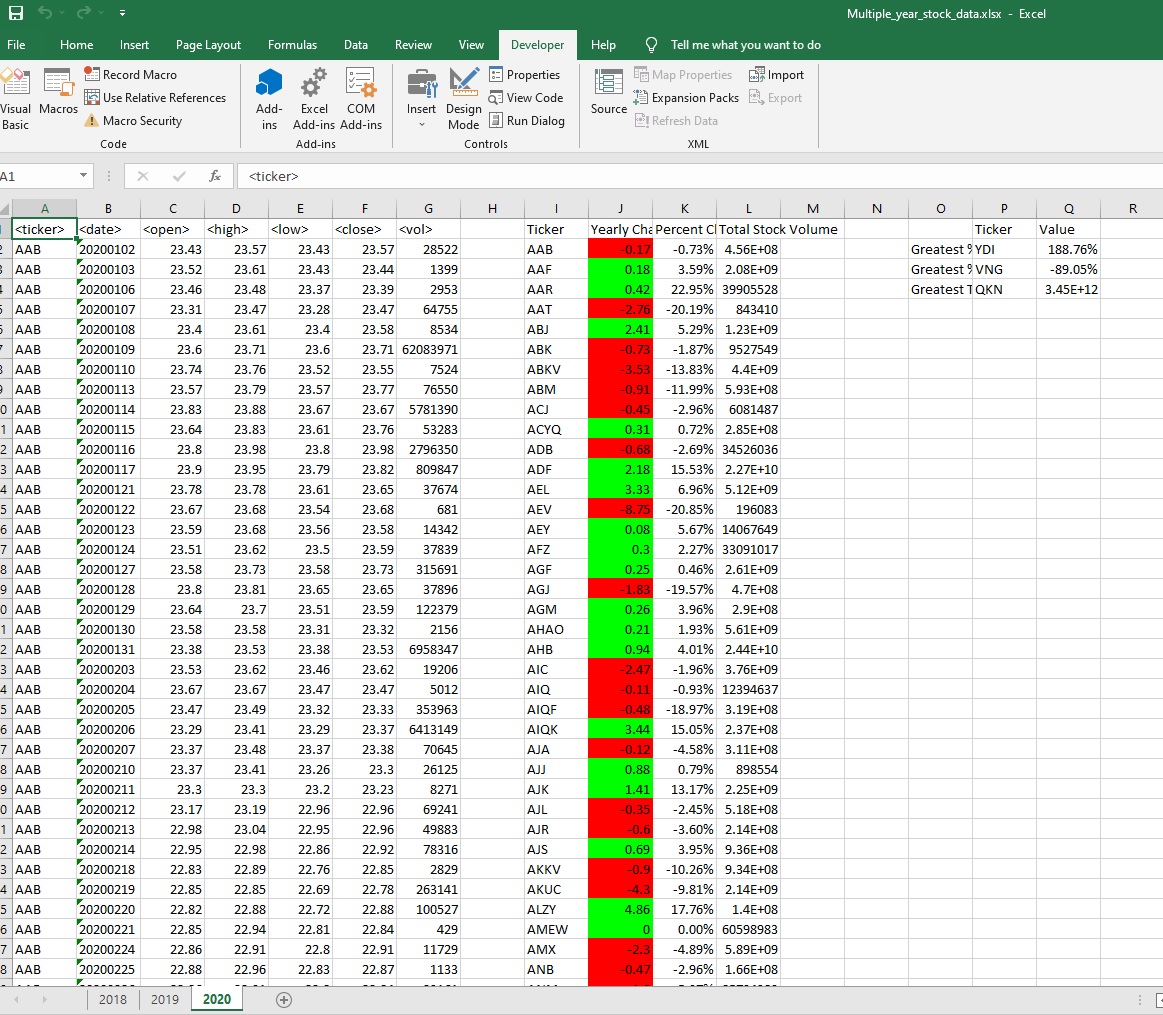 Multiple_year_stock_data.xlsx - Excel
File Home Insert Page Layout Formulas Data Review View Developer Help Tell me what you want to do
Visual Basic Macros Record Macro Use Relative References Macro Security
Add-ins Excel Add-ins COM Add-ins
Insert Design Mode Properties View Code Run Dialog
Source Map Properties Expansion Packs Refresh Data Import Export
Code Add-ins Controls XML
A1 fx <ticker>
A B C D E F G H I J K L M N O P Q R
<ticker> <date> <open> <high> <low> <close> <vol> Ticker Yearly Cha Percent C Total Stock Volume Ticker Value
2 AAB 20200102 23.43 23.57 23.43 23.57 28522 AAB -0.17 -0.73% 4.56E+08 Greatest % YDI 188.76%
3 AAB 20200103 23.52 23.61 23.43 23.44 1399 AAF 0.18 3.59% 2.08E+09 Greatest % VNG -89.05%
4 AAB 20200106 23.46 23.48 23.37 23.39 2953 AAR 0.42 22.95% 39905528 Greatest T QKN 3.45E+12
5 AAB 20200107 23.31 23.47 23.28 23.47 64755 AAT -2.76 -20.19% 843410
6 AAB 20200108 23.4 23.61 23.4 23.58 8534 ABJ 2.41 5.29% 1.23E+09
7 AAB 20200109 23.6 23.71 23.6 23.71 62083971 ABK -0.73 -1.87% 9527549
8 AAB 20200110 23.74 23.76 23.52 23.55 7524 ABKV -3.53 -13.83% 4.4E+09
9 AAB 20200113 23.57 23.79 23.57 23.77 76550 ABM -0.91 -11.99% 5.93E+08
0 AAB 20200114 23.83 23.88 23.67 23.67 5781390 ACJ -0.45 -2.96% 6081487
1 AAB 20200115 23.64 23.83 23.61 23.76 53283 ACYQ 0.31 0.72% 2.85E+08
2 AAB 20200116 23.8 23.98 23.8 23.98 2796350 ADB -0.68 -2.69% 34526036
3 AAB 20200117 23.9 23.95 23.79 23.82 809847 ADF 2.18 15.53% 2.27E+10
4 AAB 20200121 23.78 23.78 23.61 23.65 37674 AEL 3.33 6.96% 5.12E+09
5 AAB 20200122 23.67 23.68 23.54 23.68 681 AEV -8.75 -20.85% 196083
6 AAB 20200123 23.59 23.68 23.56 23.58 14342 AEY 0.08 5.67% 14067649
7 AAB 20200124 23.51 23.62 23.5 23.59 37839 AFZ 0.3 2.27% 33091017
8 AAB 20200127 23.58 23.73 23.58 23.73 315691 AGF 0.25 0.46% 2.61E+09
9 AAB 20200128 23.8 23.81 23.65 23.65 37896 AGJ -1.83 -19.57% 4.7E+08
0 AAB 20200129 23.64 23.7 23.51 23.59 122379 AGM 0.26 3.96% 2.9E+08
1 AAB 20200130 23.58 23.58 23.31 23.32 2156 AHAO 0.21 1.93% 5.61E+09
2 AAB 20200131 23.38 23.53 23.38 23.53 6958347 AHB 0.94 4.01% 2.44E+10
3 AAB 20200203 23.53 23.62 23.46 23.62 19206 AIC -2.47 -1.96% 3.76E+09
4 AAB 20200204 23.67 23.67 23.47 23.47 5012 AIQ -0.11 -0.93% 12394637
5 AAB 20200205 23.47 23.49 23.32 23.33 353963 AIQF -0.48 -18.97% 3.19E+08
6 AAB 20200206 23.29 23.41 23.29 23.37 6413149 AIQK 3.44 15.05% 2.37E+08
7 AAB 20200207 23.37 23.48 23.37 23.38 70645 AJA -0.12 -4.58% 3.11E+08
8 AAB 20200210 23.37 23.41 23.26 23.3 26125 AJJ 0.88 0.79% 898554
9 AAB 20200211 23.3 23.3 23.2 23.23 8271 AJK 1.41 13.17% 2.25E+09
0 AAB 20200212 23.17 23.19 22.96 22.96 69241 AJL -0.35 -2.45% 5.18E+08
1 AAB 20200213 22.98 23.04 22.95 22.96 49883 AJR -0.6 -3.60% 2.14E+08
2 AAB 20200214 22.95 22.98 22.86 22.92 78316 AJS 0.69 3.95% 9.36E+08
3 AAB 20200218 22.83 22.89 22.76 22.85 2829 AKKV -0.9 -10.26% 9.34E+08
4 AAB 20200219 22.85 22.85 22.69 22.78 263141 AKUC -4.3 -9.81% 2.14E+09
5 AAB 20200220 22.82 22.88 22.72 22.88 100527 ALZY 4.86 17.76% 1.4E+08
6 AAB 20200221 22.85 22.94 22.81 22.84 429 AMEW 0 0.00% 60598983
7 AAB 20200224 22.86 22.91 22.8 22.91 11729 AMX -2.3 -4.89% 5.89E+09
8 AAB 20200225 22.88 22.96 22.83 22.87 1133 ANB -0.47 -2.96% 1.66E+08
2018 2019 2020